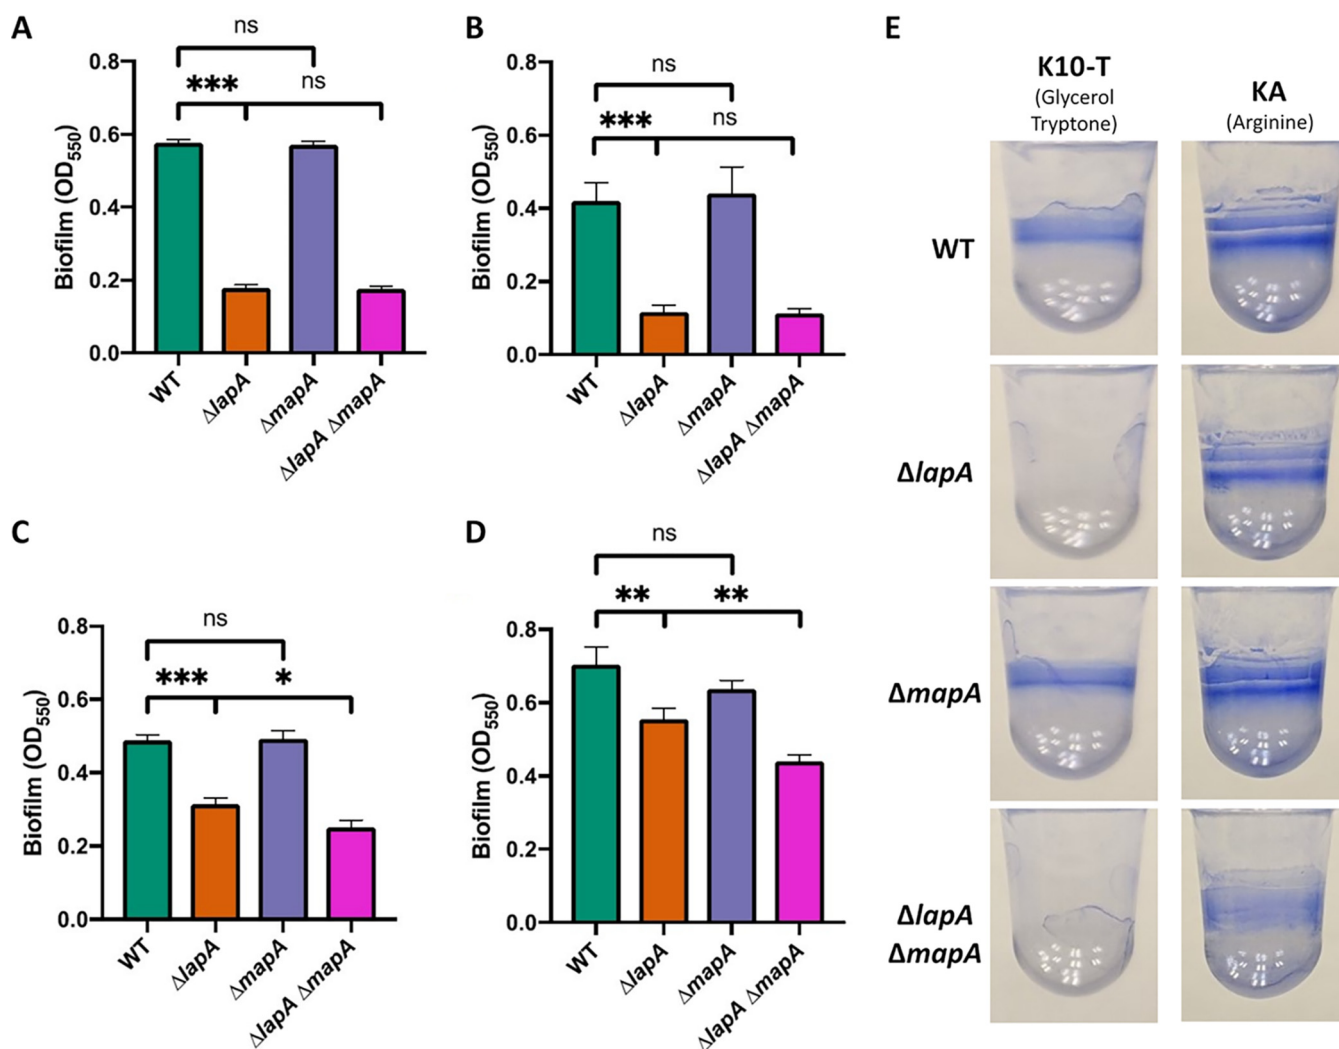 A
ns
***
ns
Biofilm (OD550)
0.8
0.6
0.4
0.2
0.0
WT
ΔlapA
ΔmapA
ΔlapA ΔmapA
B
ns
***
ns
Biofilm (OD550)
0.8
0.6
0.4
0.2
0.0
WT
ΔlapA
ΔmapA
ΔlapA ΔmapA
C
ns
***
*
Biofilm (OD550)
0.8
0.6
0.4
0.2
0.0
WT
ΔlapA
ΔmapA
ΔlapA ΔmapA
D
ns
**
**
Biofilm (OD550)
0.8
0.6
0.4
0.2
0.0
WT
ΔlapA
ΔmapA
ΔlapA ΔmapA
E
K10-T
(Glycerol
Tryptone)
KA
(Arginine)
WT
ΔlapA
ΔmapA
ΔlapA
ΔmapA